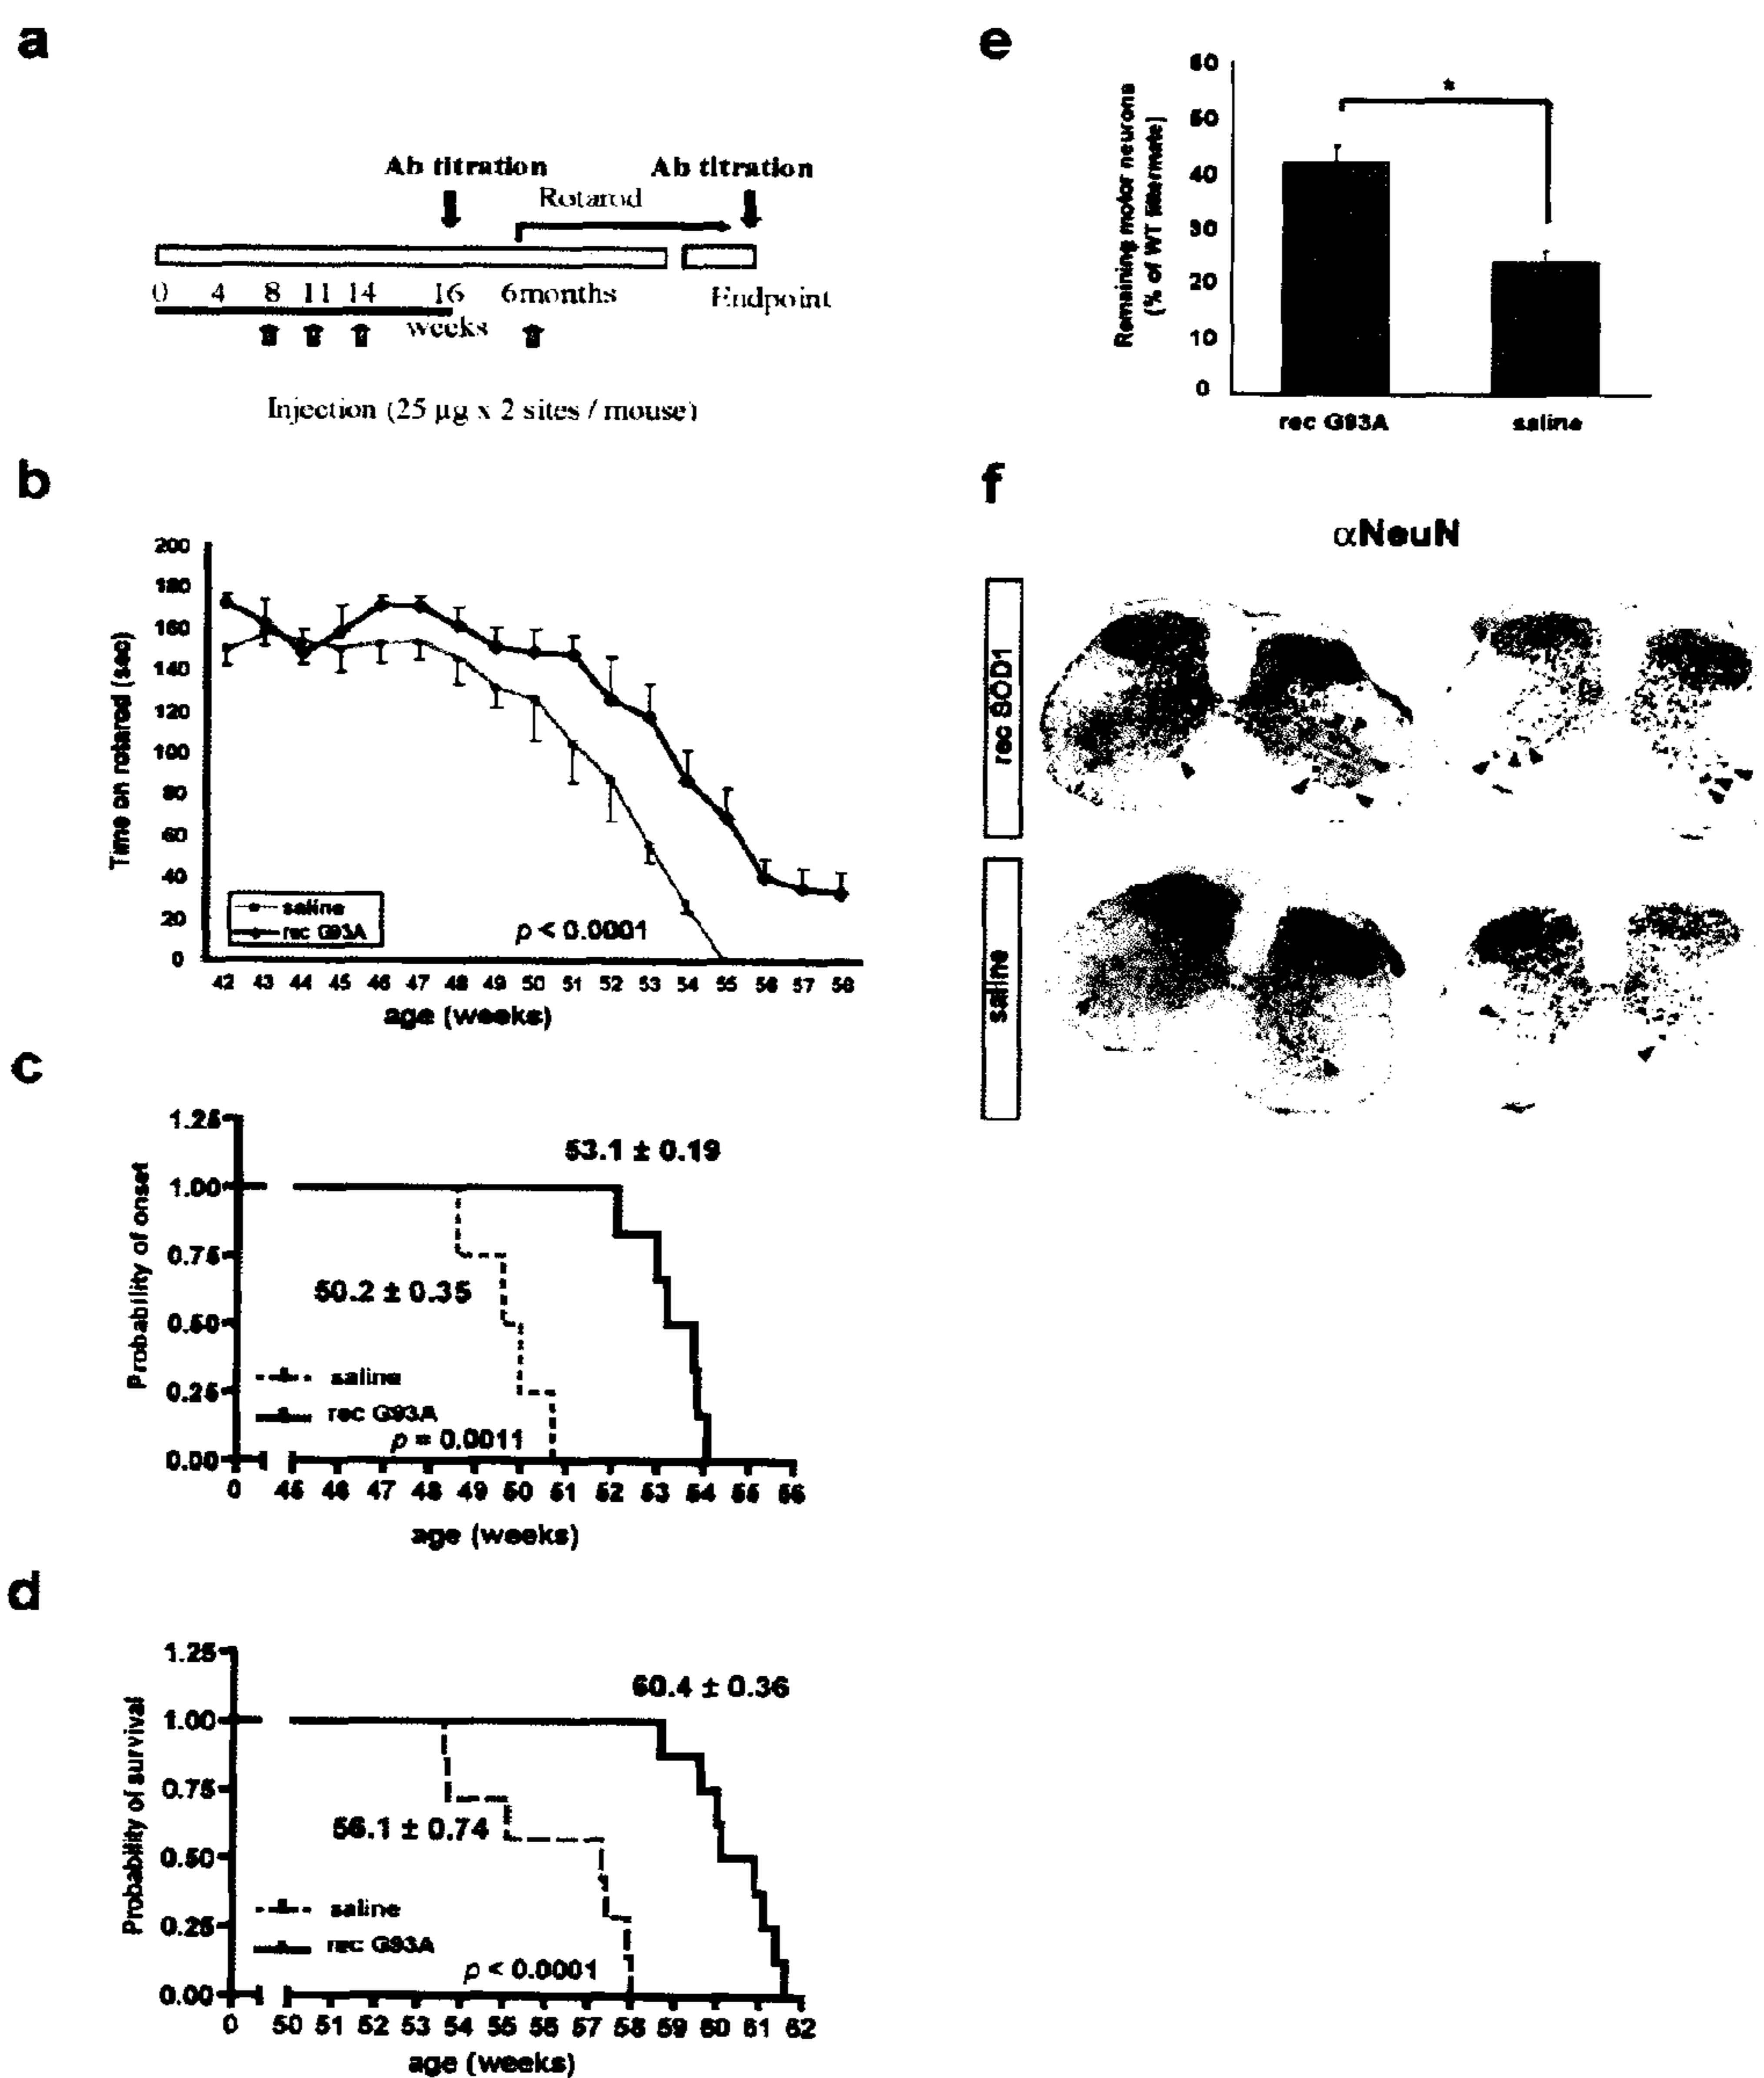 a
Ab titration
Ab titration
Rotarod
0 4 8 11 14 16 6months Endpoint
weeks
Injection (25 µg x 2 sites / mouse)
b
Time on rotarod (sec)
200
180
160
140
120
100
80
60
40
20
0
saline
rec G93A
p < 0.0001
42 43 44 45 46 47 48 49 50 51 52 53 54 55 56 57 58
age (weeks)
c
Probability of onset
1.25
1.00
0.75
0.50
0.25
0.00
53.1 ± 0.19
50.2 ± 0.35
saline
rec G93A
p = 0.0011
0 45 46 47 48 49 50 51 52 53 54 55 56
age (weeks)
d
Probability of survival
1.25
1.00
0.75
0.50
0.25
0.00
60.4 ± 0.36
56.1 ± 0.74
saline
rec G93A
p < 0.0001
0 50 51 52 53 54 55 56 57 58 59 60 61 62
age (weeks)
e
Remaining motor neurons
(% of WT littermate)
60
50
40
30
20
10
0
*
rec G93A saline
f
αNeuN
rec SOD1
saline